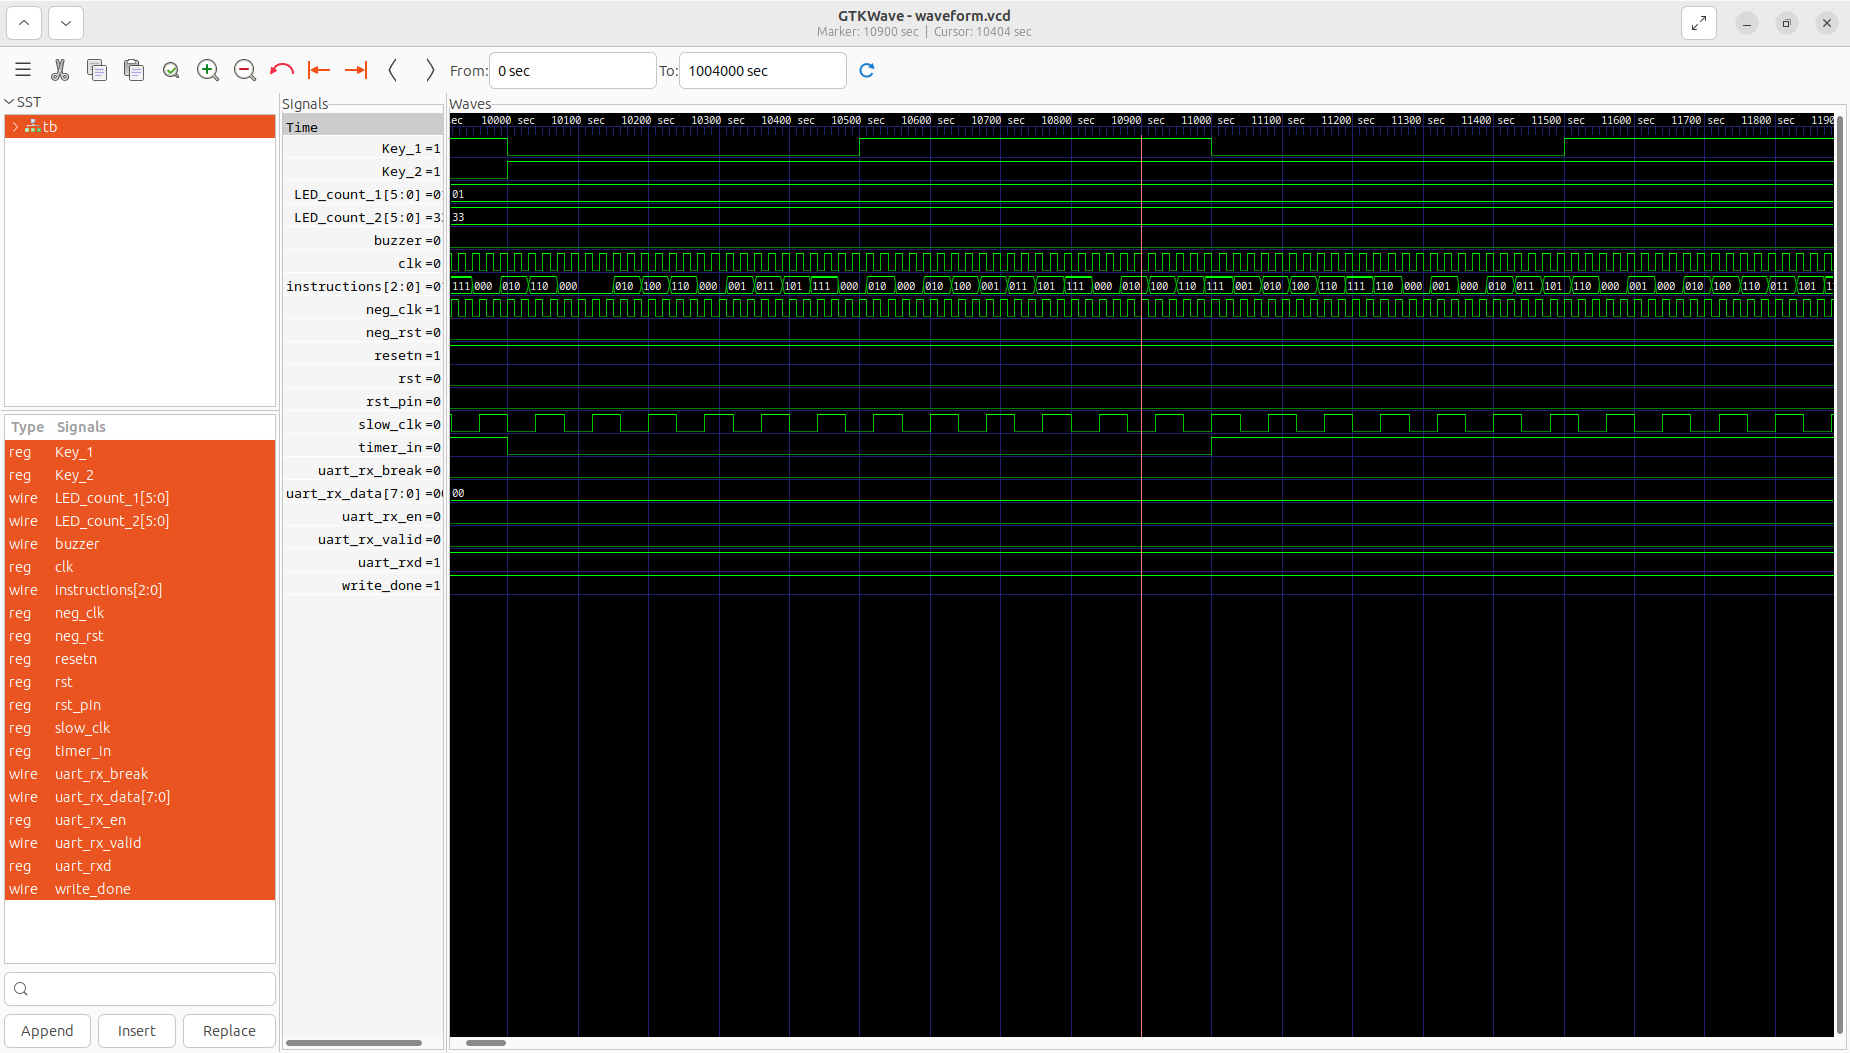 GTKWave - waveform.vcd
Marker: 10900 sec | Cursor: 10404 sec
From: 0 sec To: 1004000 sec
SST
tb
Type Signals
reg Key_1
reg Key_2
wire LED_count_1[5:0]
wire LED_count_2[5:0]
wire buzzer
reg clk
wire instructions[2:0]
reg neg_clk
reg neg_rst
reg resetn
reg rst
reg rst_pin
reg slow_clk
reg timer_in
wire uart_rx_break
wire uart_rx_data[7:0]
reg uart_rx_en
wire uart_rx_valid
reg uart_rxd
wire write_done
Append Insert Replace
Signals
Time
Key_1 =1
Key_2 =1
LED_count_1[5:0] =0
LED_count_2[5:0] =3
buzzer =0
clk =0
instructions[2:0] =0
neg_clk =1
neg_rst =0
resetn =1
rst =0
rst_pin =0
slow_clk =0
timer_in =0
uart_rx_break =0
uart_rx_data[7:0] =0
uart_rx_en =0
uart_rx_valid =0
uart_rxd =1
write_done =1
Waves
ec 10000 sec 10100 sec 10200 sec 10300 sec 10400 sec 10500 sec 10600 sec 10700 sec 10800 sec 10900 sec 11000 sec 11100 sec 11200 sec 11300 sec 11400 sec 11500 sec 11600 sec 11700 sec 11800 sec 1190
01
33
111 000 010 110 000 010 100 110 000 001 011 101 111 000 010 000 010 100 001 011 101 111 000 010 100 110 111 001 010 100 110 111 110 000 001 000 010 011 101 110 000 001 000 010 100 110 011 101 1
00